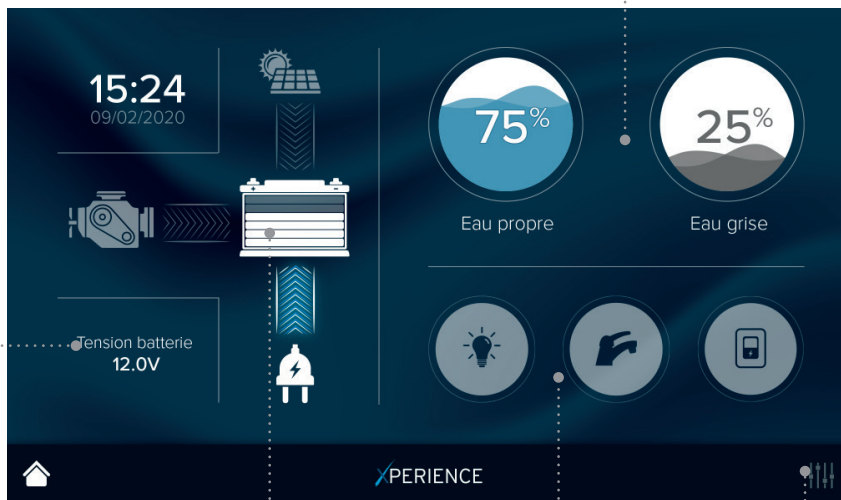 15:24
09/02/2020
75%
25%
Eau propre
Eau grise
Tension batterie
12.0V
XPERIENCE